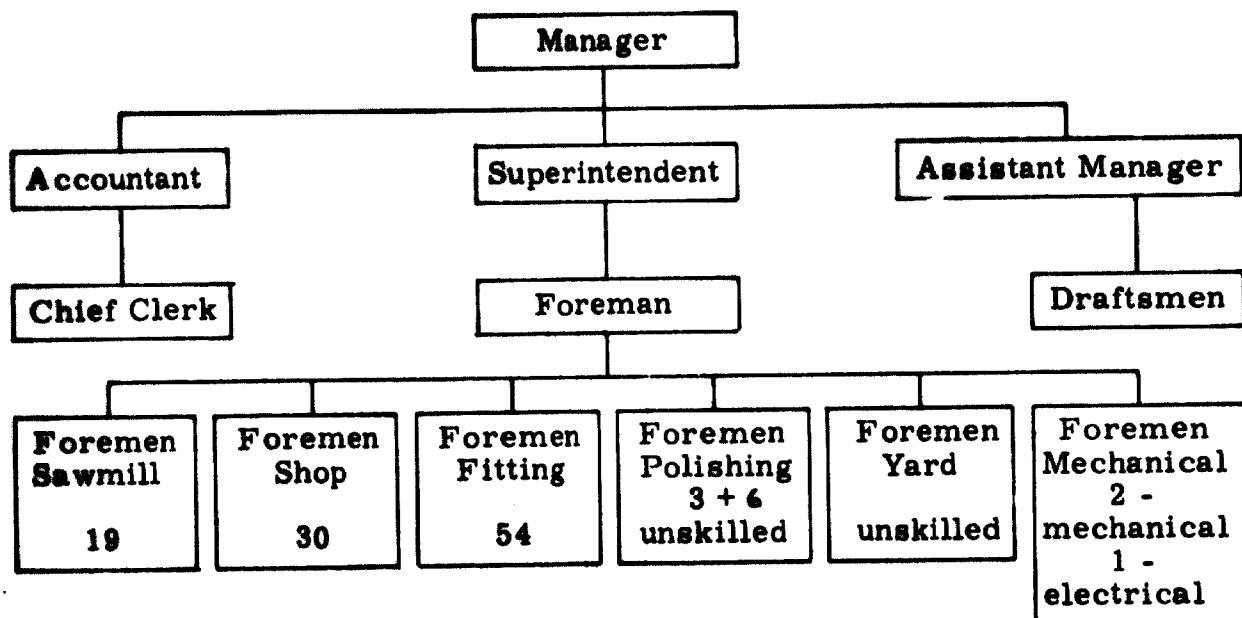 Manager
Accountant
Superintendent
Assistant Manager
Chief Clerk
Foreman
Draftsmen
Foremen
Sawmill
19
Foremen
Shop
30
Foremen
Fitting
54
Foremen
Polishing
3 + 6
unskilled
Foremen
Yard
unskilled
Foremen
Mechanical
2 -
mechanical
1 -
electrical